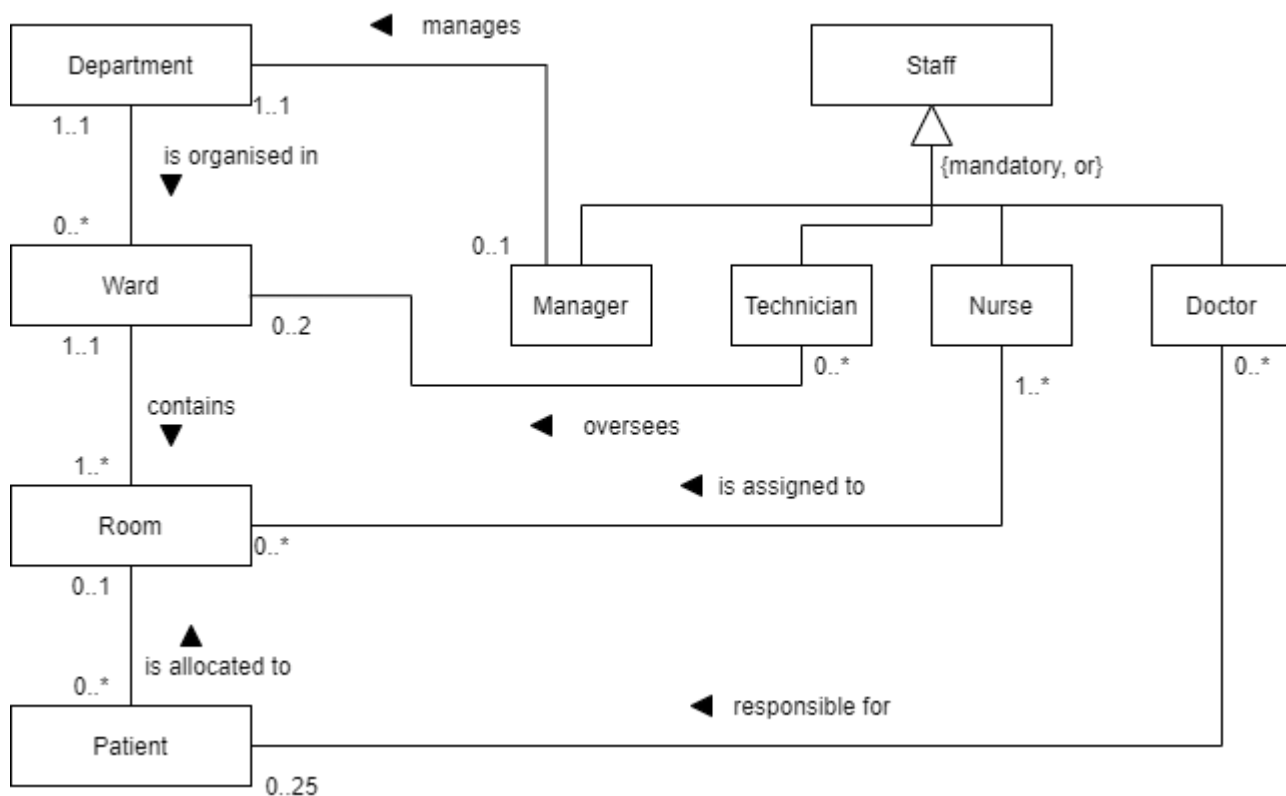 manages
Department
Staff
1..1
1..1
is organised in
{mandatory, or}
0..*
0..1
Ward
Manager
Technician
Nurse
Doctor
0..2
1..1
0..*
1..*
0..*
contains
oversees
1..*
is assigned to
Room
0..*
0..1
is allocated to
0..*
responsible for
Patient
0..25